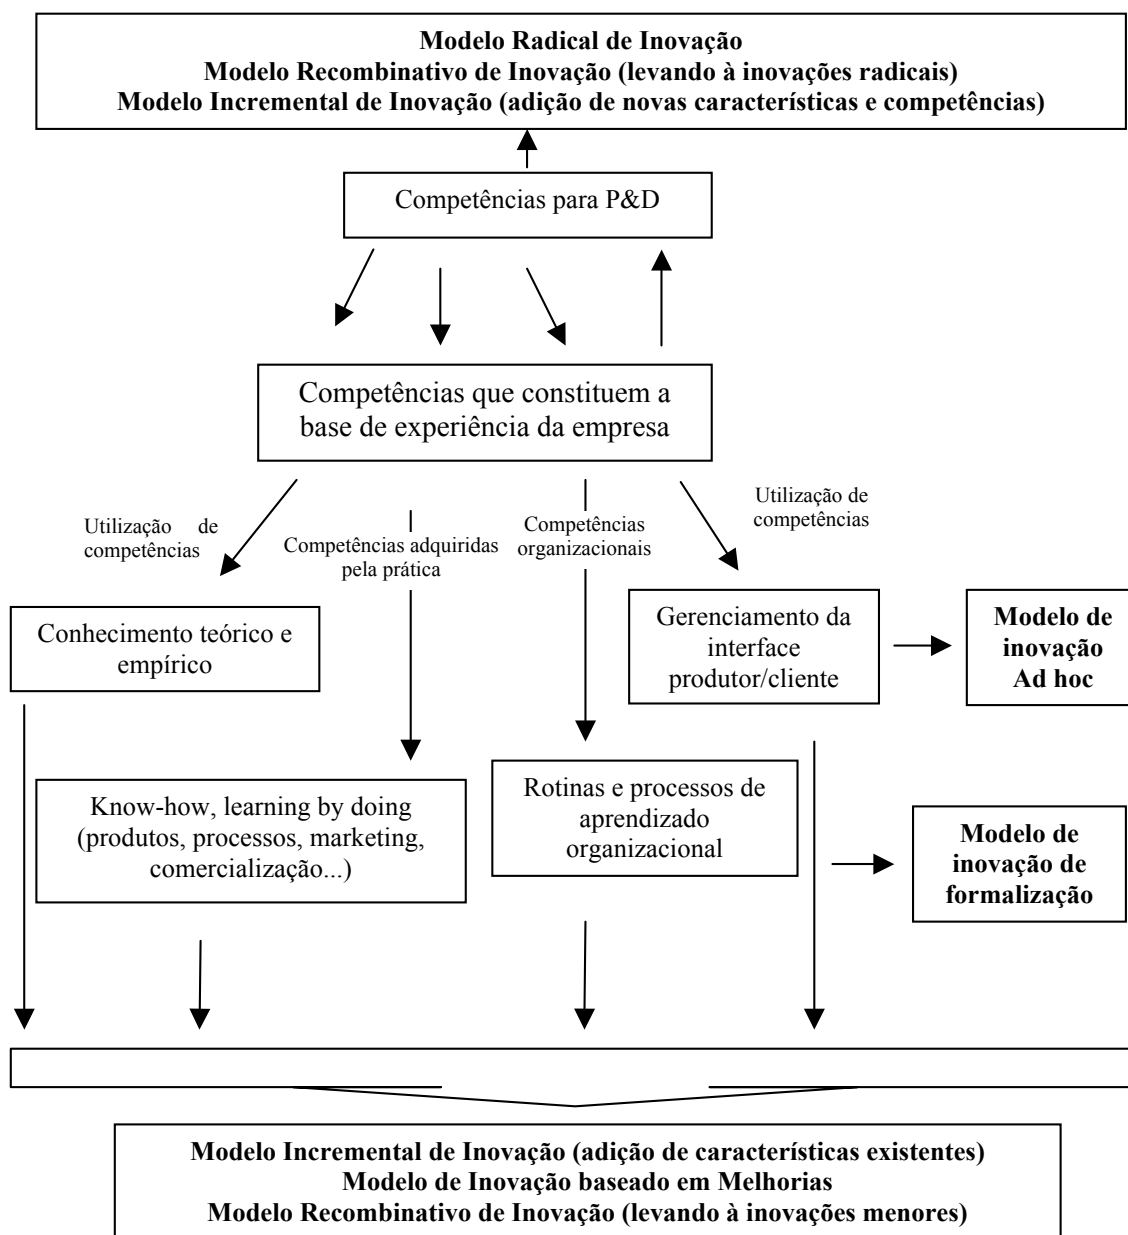 Modelo Radical de Inovação
Modelo Recombinativo de Inovação (levando à inovações radicais)
Modelo Incremental de Inovação (adição de novas características e competências)
Competências para P&D
Competências que constituem a
base de experiência da empresa
Utilização de
competências
Competências adquiridas
pela prática
Competências
organizacionais
Utilização de
competências
Conhecimento teórico e
empírico
Gerenciamento da
interface
produtor/cliente
Modelo de
inovação
Ad hoc
Know-how, learning by doing
(produtos, processos, marketing,
comercialização...)
Rotinas e processos de
aprendizado
organizacional
Modelo de
inovação de
formalização
Modelo Incremental de Inovação (adição de características existentes)
Modelo de Inovação baseado em Melhorias
Modelo Recombinativo de Inovação (levando à inovações menores)